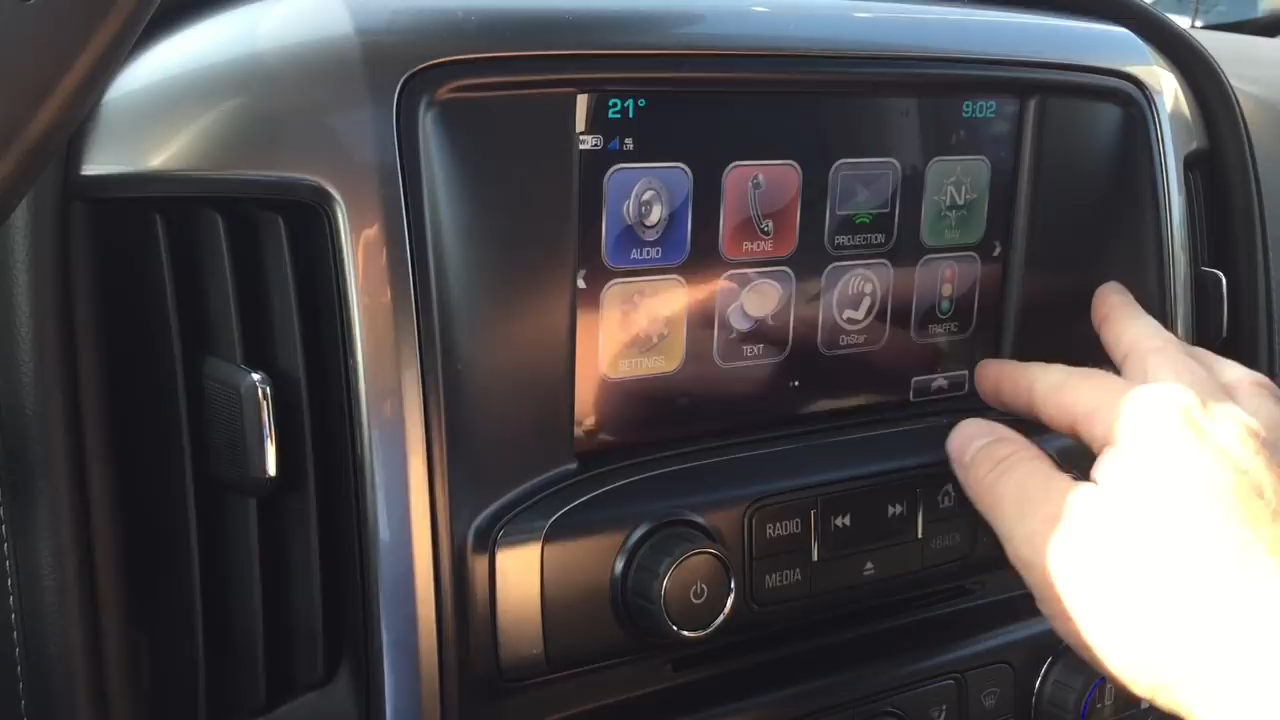 21° 9:02
WiFi 4G LTE
AUDIO PHONE PROJECTION N NAV
SETTINGS TEXT OnStar TRAFFIC
RADIO
BACK
MEDIA